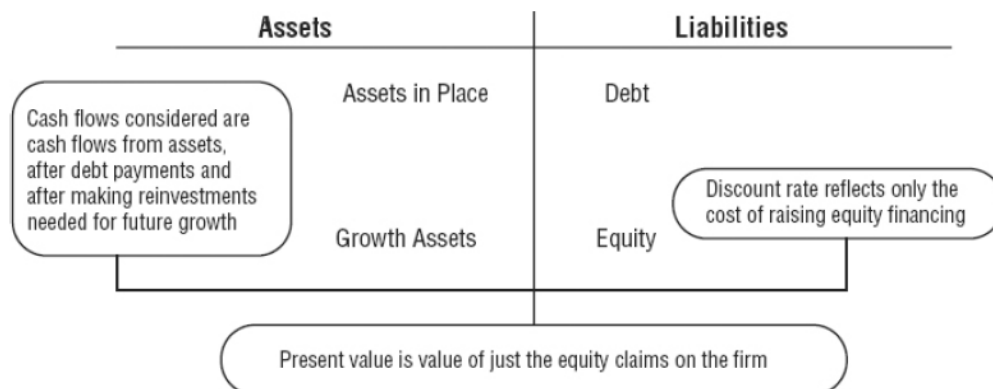 Assets
Liabilities
Assets in Place
Debt
Cash flows considered are
cash flows from assets,
after debt payments and
after making reinvestments
needed for future growth
Discount rate reflects only the
cost of raising equity financing
Growth Assets
Equity
Present value is value of just the equity claims on the firm